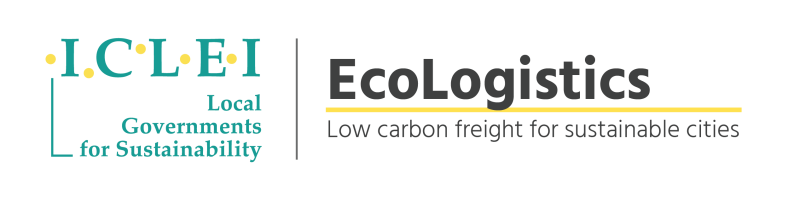 I.C.L.E.I
Local
Governments
for Sustainability
EcoLogistics
Low carbon freight for sustainable cities